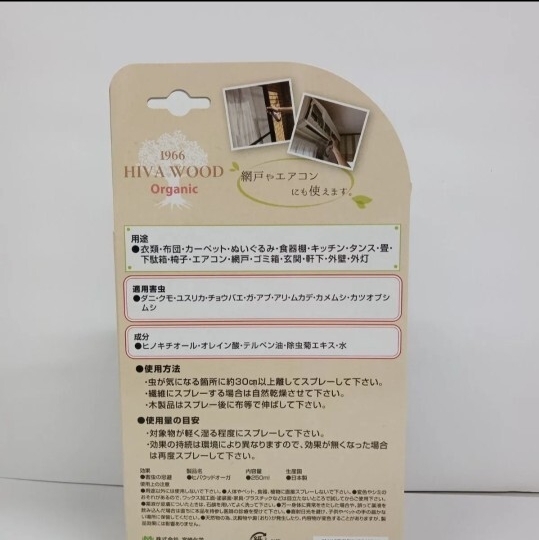 1966
HIVA WOOD
Organic
網戸やエアコン
にも使えます。
用途
●衣類・布団・カーペット・ぬいぐるみ・食器棚・キッチン・タンス・畳・
下駄箱・椅子・エアコン・網戸・ゴミ箱・玄関・軒下・外壁・外灯
適用害虫
●ダニ・クモ・ユスリカ・チョウバエ・ガ・アブ・アリ・ムカデ・カメムシ・カツオブシ
ムシ
成分
●ヒノキチオール・オレイン酸・テルペン油・除虫菊エキス・水
●使用方法
・虫が気になる箇所に約30㎝以上離してスプレーして下さい。
・繊維にスプレーする場合は自然乾燥させて下さい。
・木製品はスプレー後に布等で伸ばして下さい。
●使用量の目安
・対象物が軽く湿る程度にスプレーして下さい。
・効果の持続は環境により異なりますので、効果が無くなった場合
は再度スプレーして下さい。
効果 製品名 内容量 生産国
●害虫の忌避 ●ヒバウッドオーガ ●250ml ●日本製
使用上の注意